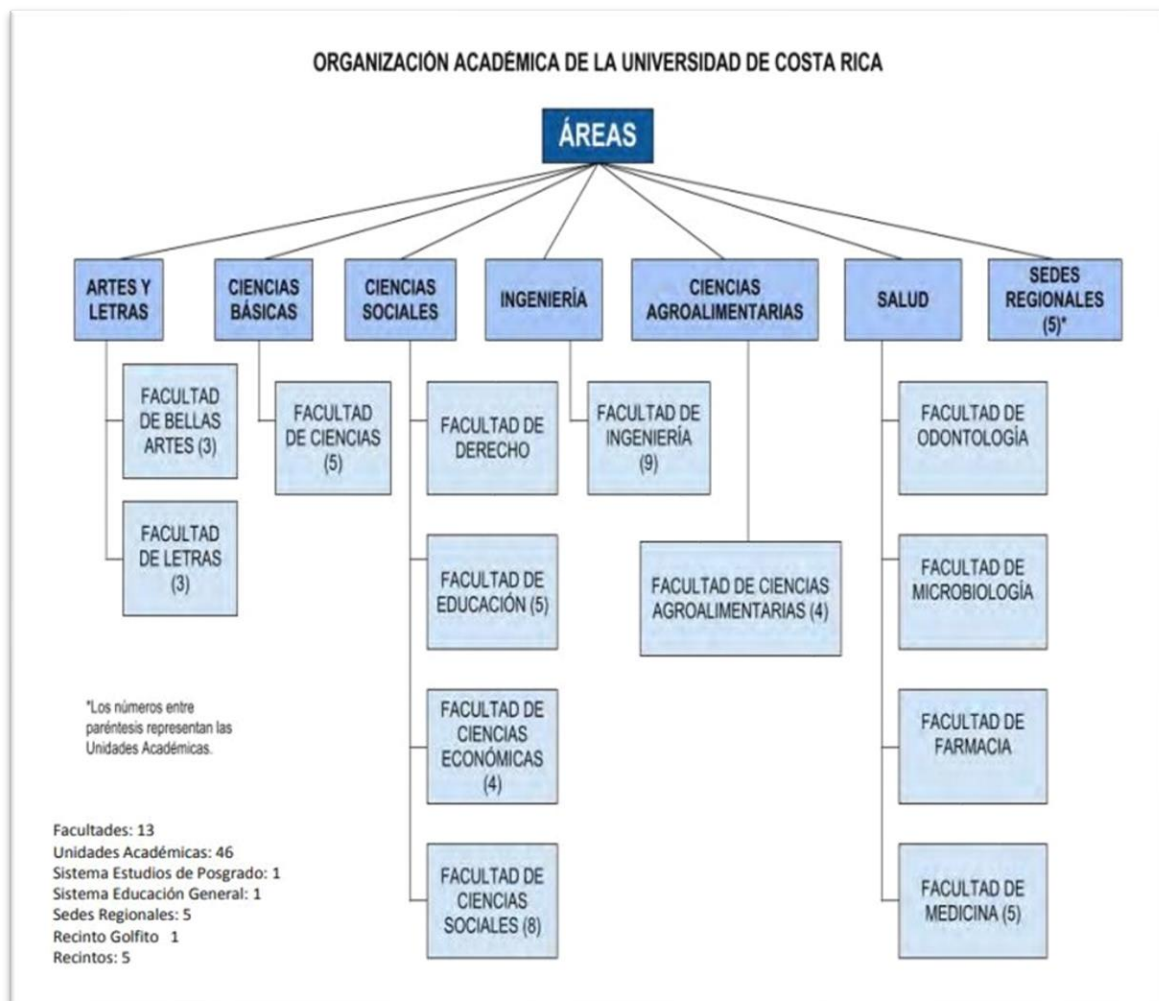 ORGANIZACIÓN ACADÉMICA DE LA UNIVERSIDAD DE COSTA RICA
ÁREAS
ARTES Y
LETRAS
CIENCIAS
BÁSICAS
CIENCIAS
SOCIALES
INGENIERÍA
CIENCIAS
AGROALIMENTARIAS
SALUD
SEDES
REGIONALES
(5)*
FACULTAD
DE BELLAS
ARTES (3)
FACULTAD
DE LETRAS
(3)
FACULTAD
DE CIENCIAS
(5)
FACULTAD DE
DERECHO
FACULTAD DE
EDUCACIÓN (5)
FACULTAD DE
CIENCIAS
ECONÓMICAS
(4)
FACULTAD DE
CIENCIAS
SOCIALES (8)
FACULTAD DE
INGENIERÍA
(9)
FACULTAD DE CIENCIAS
AGROALIMENTARIAS (4)
FACULTAD DE
ODONTOLOGÍA
FACULTAD DE
MICROBIOLOGÍA
FACULTAD DE
FARMACIA
FACULTAD DE
MEDICINA (5)
*Los números entre
paréntesis representan las
Unidades Académicas.
Facultades: 13
Unidades Académicas: 46
Sistema Estudios de Posgrado: 1
Sistema Educación General: 1
Sedes Regionales: 5
Recinto Golfito 1
Recintos: 5